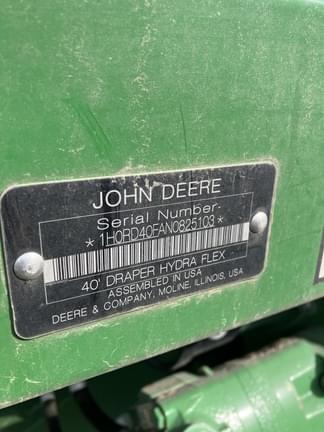 JOHN DEERE
Serial Number
*1H0RD40FAN0825103*
40' DRAPER HYDRA FLEX
ASSEMBLED IN USA
DEERE & COMPANY, MOLINE, ILLINOIS, USA